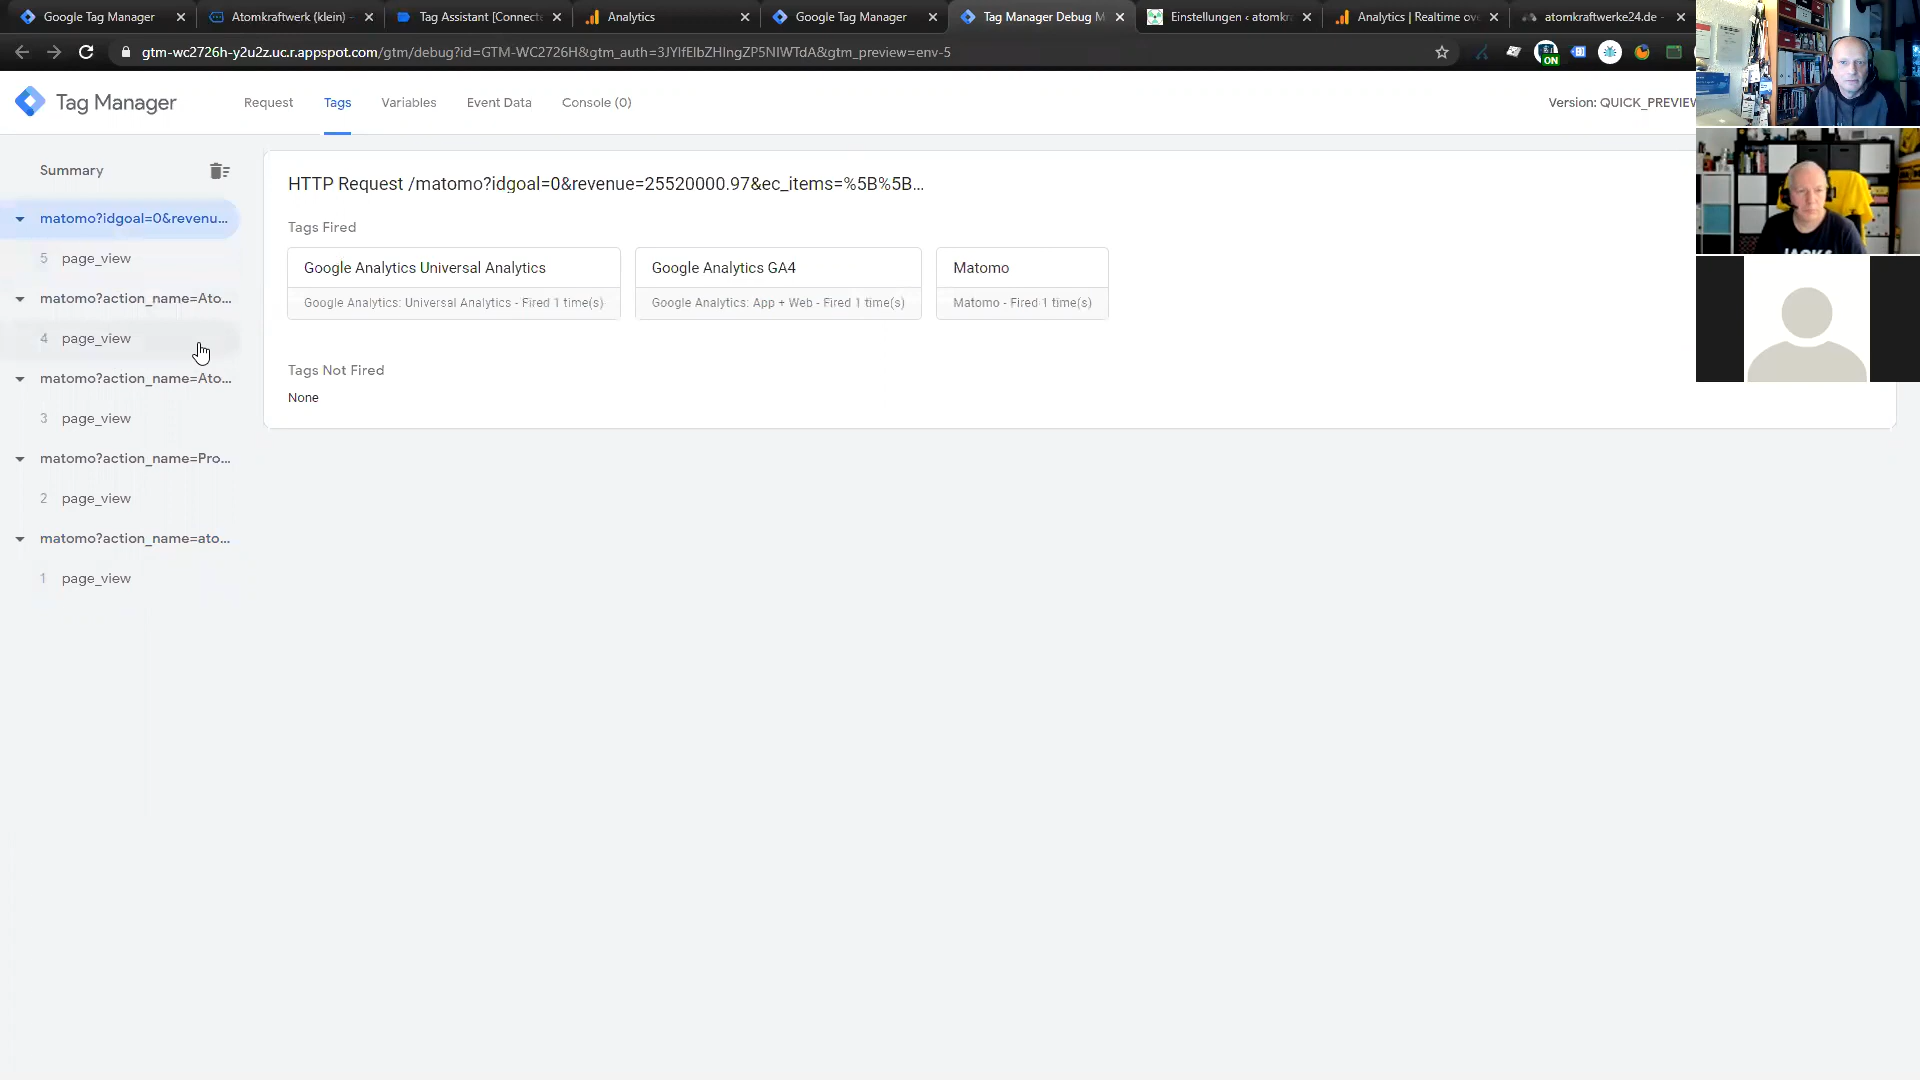 Google Tag Manager
Atomkraftwerk (klein) -
Tag Assistant [Connecte
Analytics
Google Tag Manager
Tag Manager Debug M
Einstellungen ‹ atomkr
Analytics | Realtime ov
atomkraftwerke24.de -
gtm-wc2726h-y2u2z.uc.r.appspot.com/gtm/debug?id=GTM-WC2726H&gtm_auth=3JYlfElbZHIngZP5NIWTdA&gtm_preview=env-5
ON
Tag Manager
Request
Tags
Variables
Event Data
Console (0)
Version: QUICK_PREVIEW
Summary
matomo?idgoal=0&revenu...
5 page_view
matomo?action_name=Ato...
4 page_view
matomo?action_name=Ato...
3 page_view
matomo?action_name=Pro...
2 page_view
matomo?action_name=ato...
1 page_view
HTTP Request /matomo?idgoal=0&revenue=25520000.97&ec_items=%5B%5B...
Tags Fired
Google Analytics Universal Analytics
Google Analytics: Universal Analytics - Fired 1 time(s)
Google Analytics GA4
Google Analytics: App + Web - Fired 1 time(s)
Matomo
Matomo - Fired 1 time(s)
Tags Not Fired
None